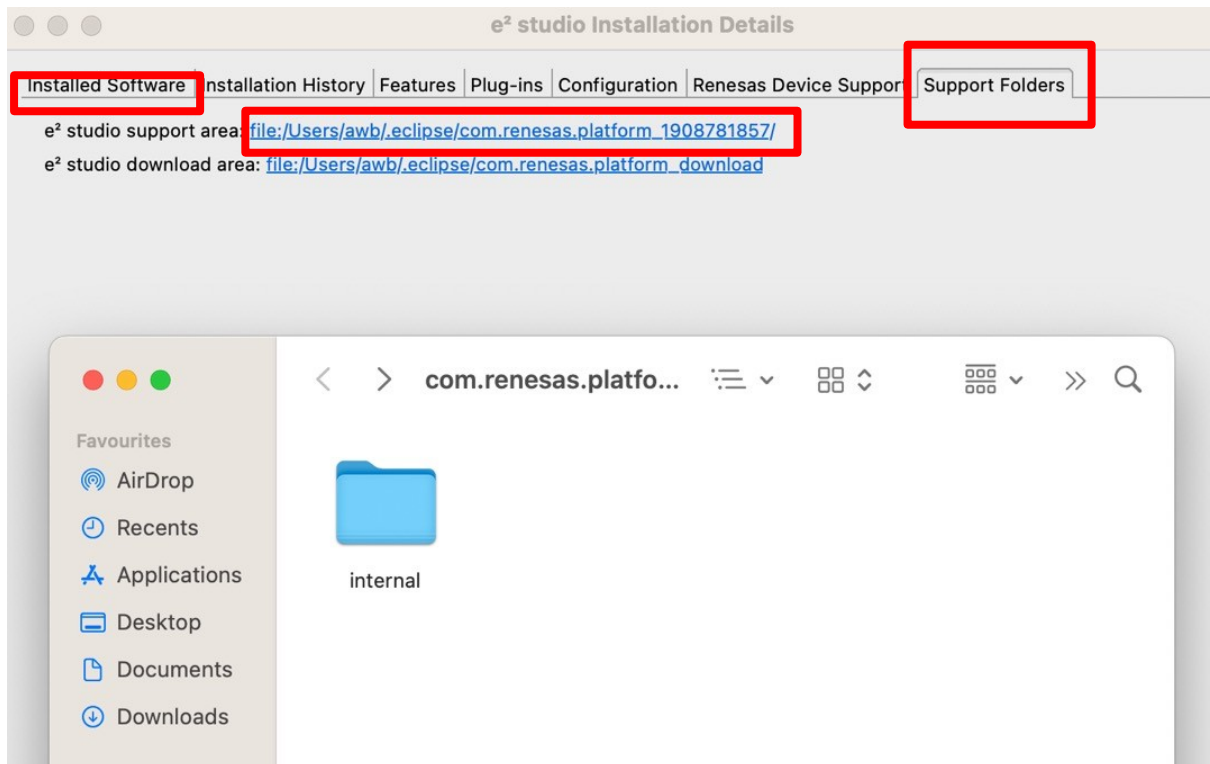 e² studio Installation Details
Installed Software Installation History Features Plug-ins Configuration Renesas Device Support Support Folders
e² studio support area: file:/Users/awb/.eclipse/com.renesas.platform_1908781857/
e² studio download area: file:/Users/awb/.eclipse/com.renesas.platform_download
com.renesas.platfo...
Favourites
AirDrop
Recents
Applications
Desktop
Documents
Downloads
internal